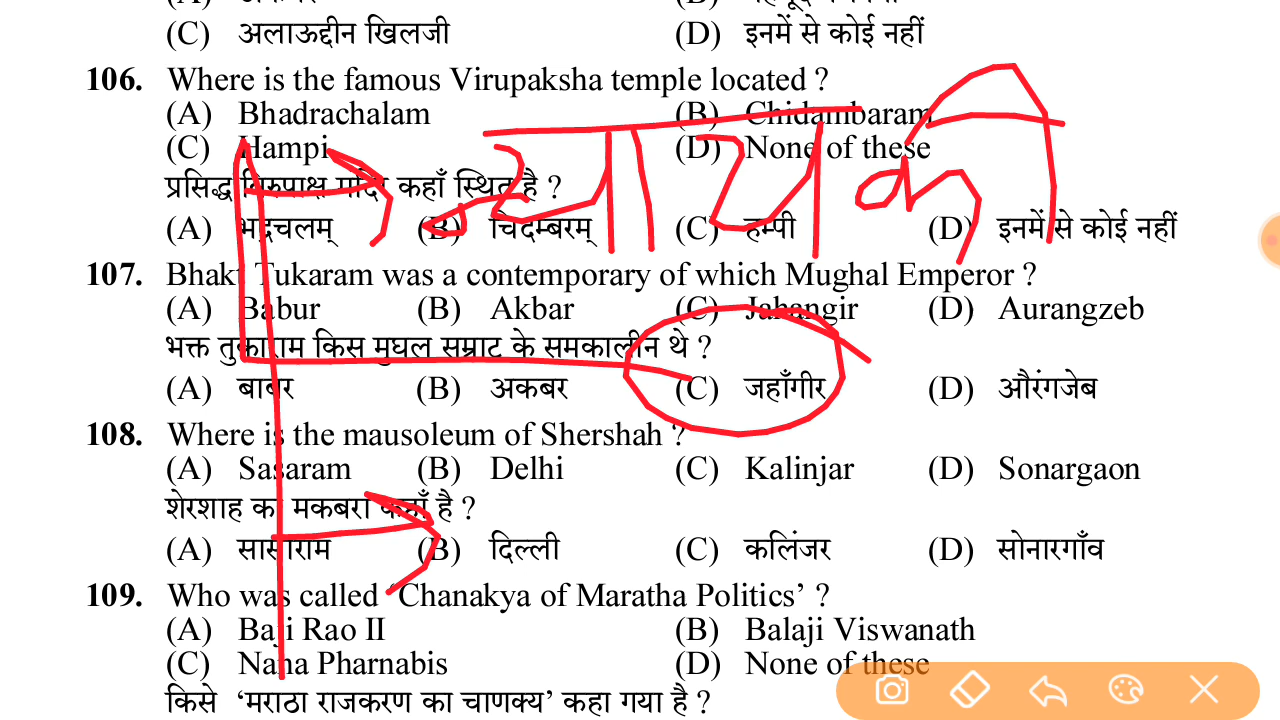 (C) अलाऊद्दीन खिलजी (D) इनमें से कोई नहीं
106. Where is the famous Virupaksha temple located ?
(A) Bhadrachalam (B) Chidambaram
(C) Hampi (D) None of these
प्रसिद्ध विरुपाक्ष मंदिर कहाँ स्थित है ?
(A) भद्रचलम् (B) चिदम्बरम् (C) हम्पी (D) इनमें से कोई नहीं
107. Bhakt Tukaram was a contemporary of which Mughal Emperor ?
(A) Babur (B) Akbar (C) Jahangir (D) Aurangzeb
भक्त तुकाराम किस मुघल सम्राट के समकालीन थे ?
(A) बाबर (B) अकबर (C) जहाँगीर (D) औरंगजेब
108. Where is the mausoleum of Shershah ?
(A) Sasaram (B) Delhi (C) Kalinjar (D) Sonargaon
शेरशाह का मकबरा कहाँ है ?
(A) सासाराम (B) दिल्ली (C) कलिंजर (D) सोनारगाँव
109. Who was called ‘Chanakya of Maratha Politics’ ?
(A) Baji Rao II (B) Balaji Viswanath
(C) Nana Pharnabis (D) None of these
किसे ‘मराठा राजकरण का चाणक्य’ कहा गया है ?